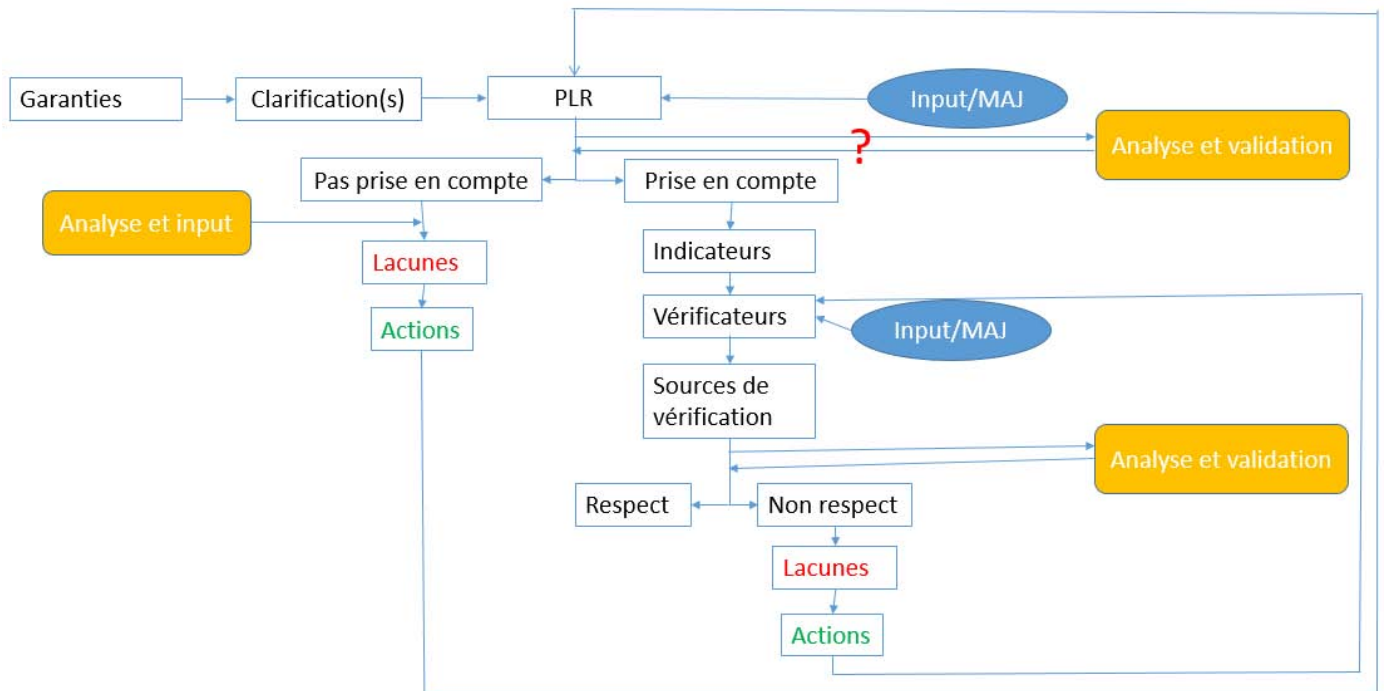 Garanties
Clarification(s)
PLR
Input/MAJ
?
Analyse et validation
Pas prise en compte
Prise en compte
Analyse et input
Lacunes
Indicateurs
Actions
Vérificateurs
Input/MAJ
Sources de
vérification
Analyse et validation
Respect
Non respect
Lacunes
Actions